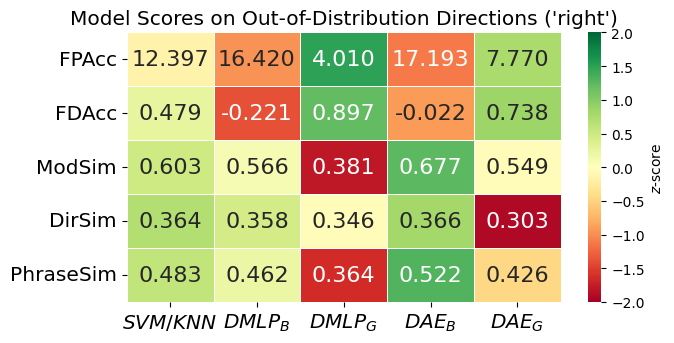 Model Scores on Out-of-Distribution Directions ('right')
FPAcc 12.397 16.420 4.010 17.193 7.770
FDAcc 0.479 -0.221 0.897 -0.022 0.738
ModSim 0.603 0.566 0.381 0.677 0.549
DirSim 0.364 0.358 0.346 0.366 0.303
PhraseSim 0.483 0.462 0.364 0.522 0.426
SVM/KNN DMLP_B DMLP_G DAE_B DAE_G
2.0
1.5
1.0
0.5
0.0
−0.5
−1.0
−1.5
−2.0
z-score